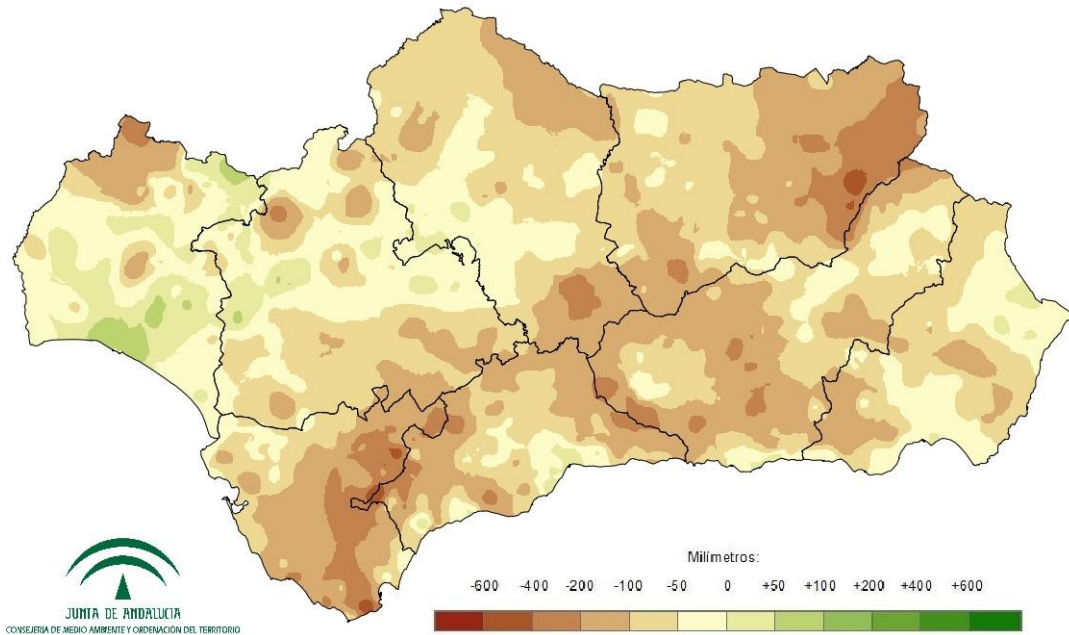 Milímetros:
-600 -400 -200 -100 -50 0 +50 +100 +200 +400 +600
JUNTA DE ANDALUCIA
CONSEJERÍA DE MEDIO AMBIENTE Y ORDENACIÓN DEL TERRITORIO